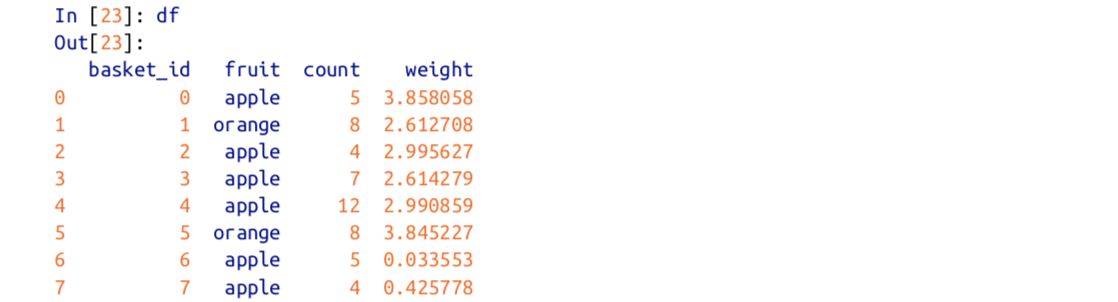 In [23]: df
Out[23]:
basket_id fruit count weight
0 0 apple 5 3.858058
1 1 orange 8 2.612708
2 2 apple 4 2.995627
3 3 apple 7 2.614279
4 4 apple 12 2.990859
5 5 orange 8 3.845227
6 6 apple 5 0.033553
7 7 apple 4 0.425778